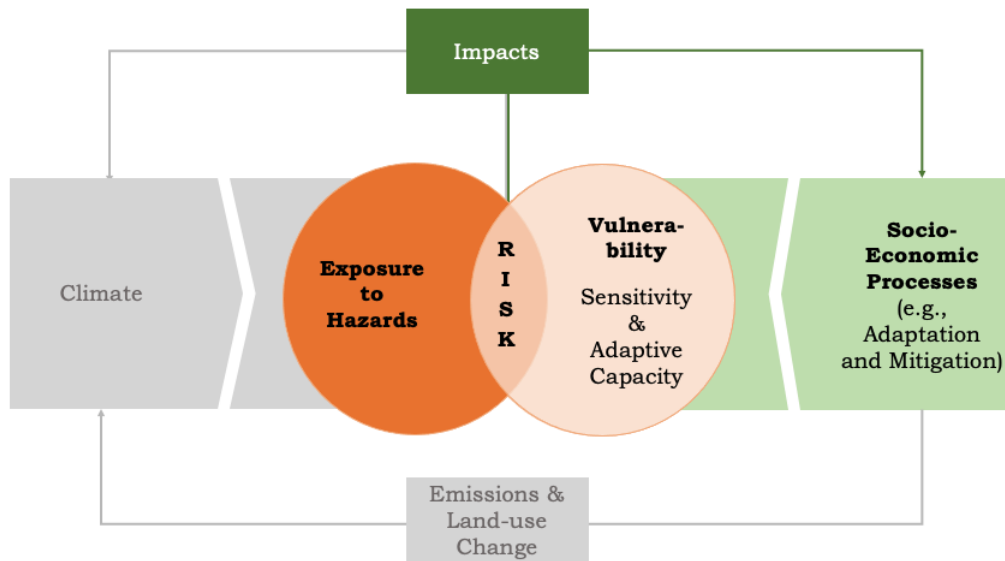 Impacts
Climate
Exposure
to
Hazards
R
I
S
K
Vulnera-
bility
Sensitivity
&
Adaptive
Capacity
Socio-
Economic
Processes
(e.g.,
Adaptation
and Mitigation)
Emissions &
Land-use
Change